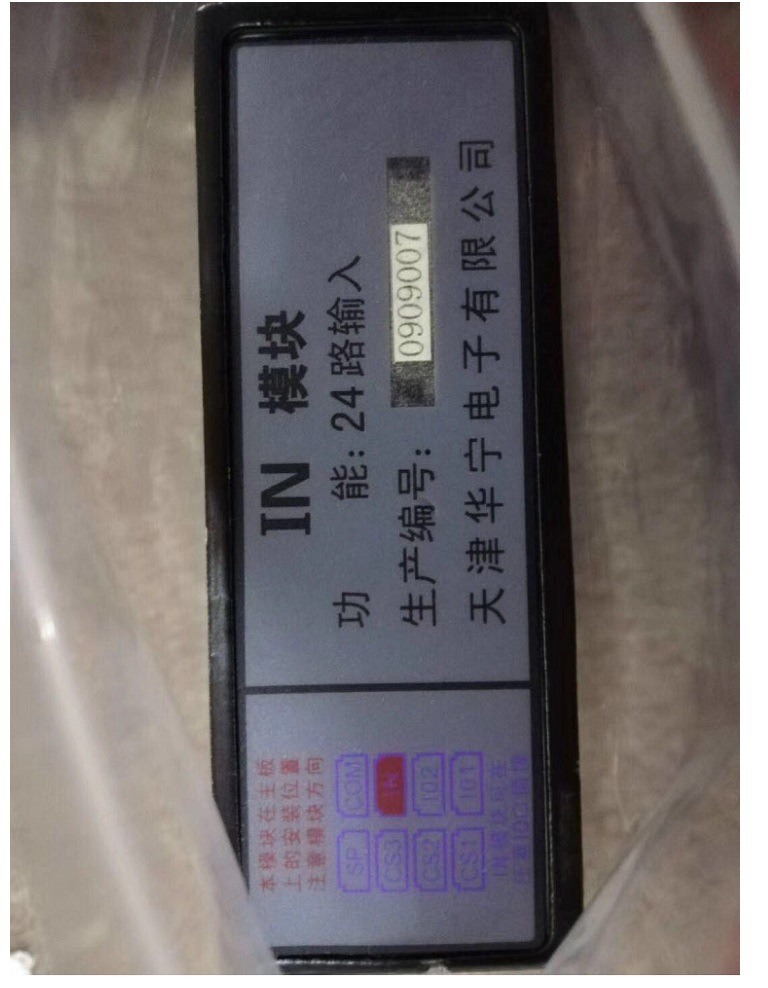 IN 模块
功 能：24路输入
生产编号：0909007
天津华宁电子有限公司
本模块在主板
上的安装位置
注意模块方向
SP COM
CS3
CS2 IO2
CS1 IO1